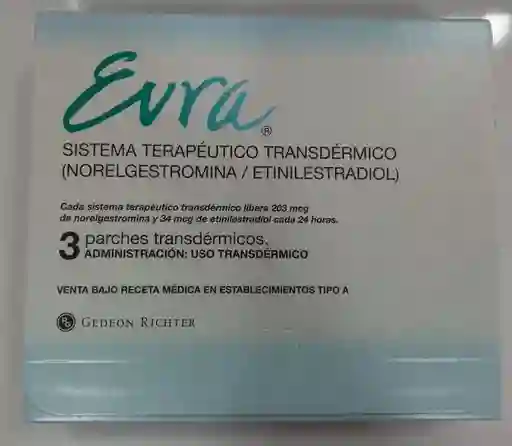 Evra®
SISTEMA TERAPÉUTICO TRANSDÉRMICO
(NORELGESTROMINA / ETINILESTRADIOL)
Cada sistema terapéutico transdérmico libera 203 mcg
de norelgestromina y 34 mcg de etinilestradiol cada 24 horas.
3 parches transdérmicos.
ADMINISTRACIÓN: USO TRANSDÉRMICO
VENTA BAJO RECETA MÉDICA EN ESTABLECIMIENTOS TIPO A
GEDEON RICHTER